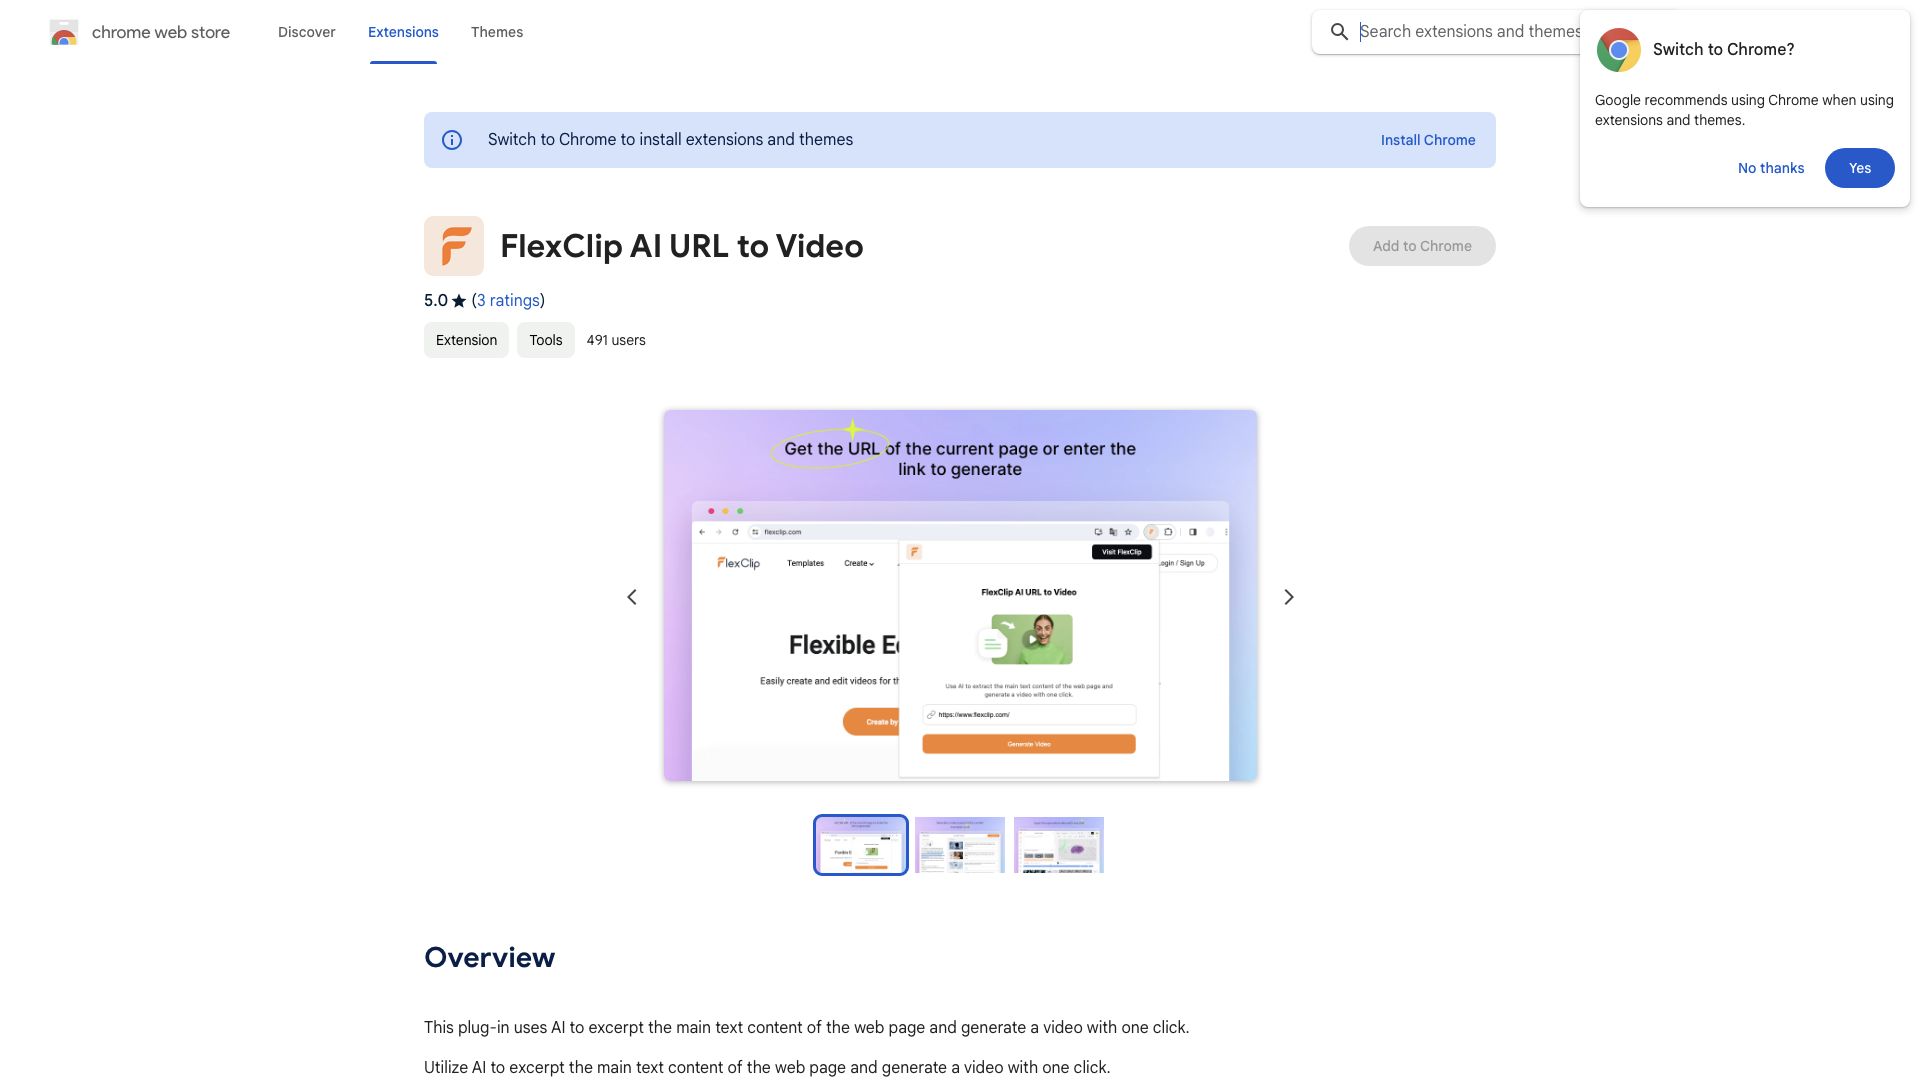 chrome web store
Discover
Extensions
Themes
Search extensions and themes
Switch to Chrome?
Google recommends using Chrome when using
extensions and themes.
No thanks
Yes
Switch to Chrome to install extensions and themes
Install Chrome
FlexClip AI URL to Video
Add to Chrome
5.0 ★ (3 ratings)
Extension
Tools
491 users
Get the URL of the current page or enter the
link to generate
flexclip.com
Visit FlexClip
FlexClip
Templates
Create
Login / Sign Up
FlexClip AI URL to Video
Flexible Ed
Easily create and edit videos for th
Use AI to extract the main text content of the web page and
generate a video with one click.
https://www.flexclip.com/
Create by
Generate Video
Overview
This plug-in uses AI to excerpt the main text content of the web page and generate a video with one click.
Utilize AI to excerpt the main text content of the web page and generate a video with one click.